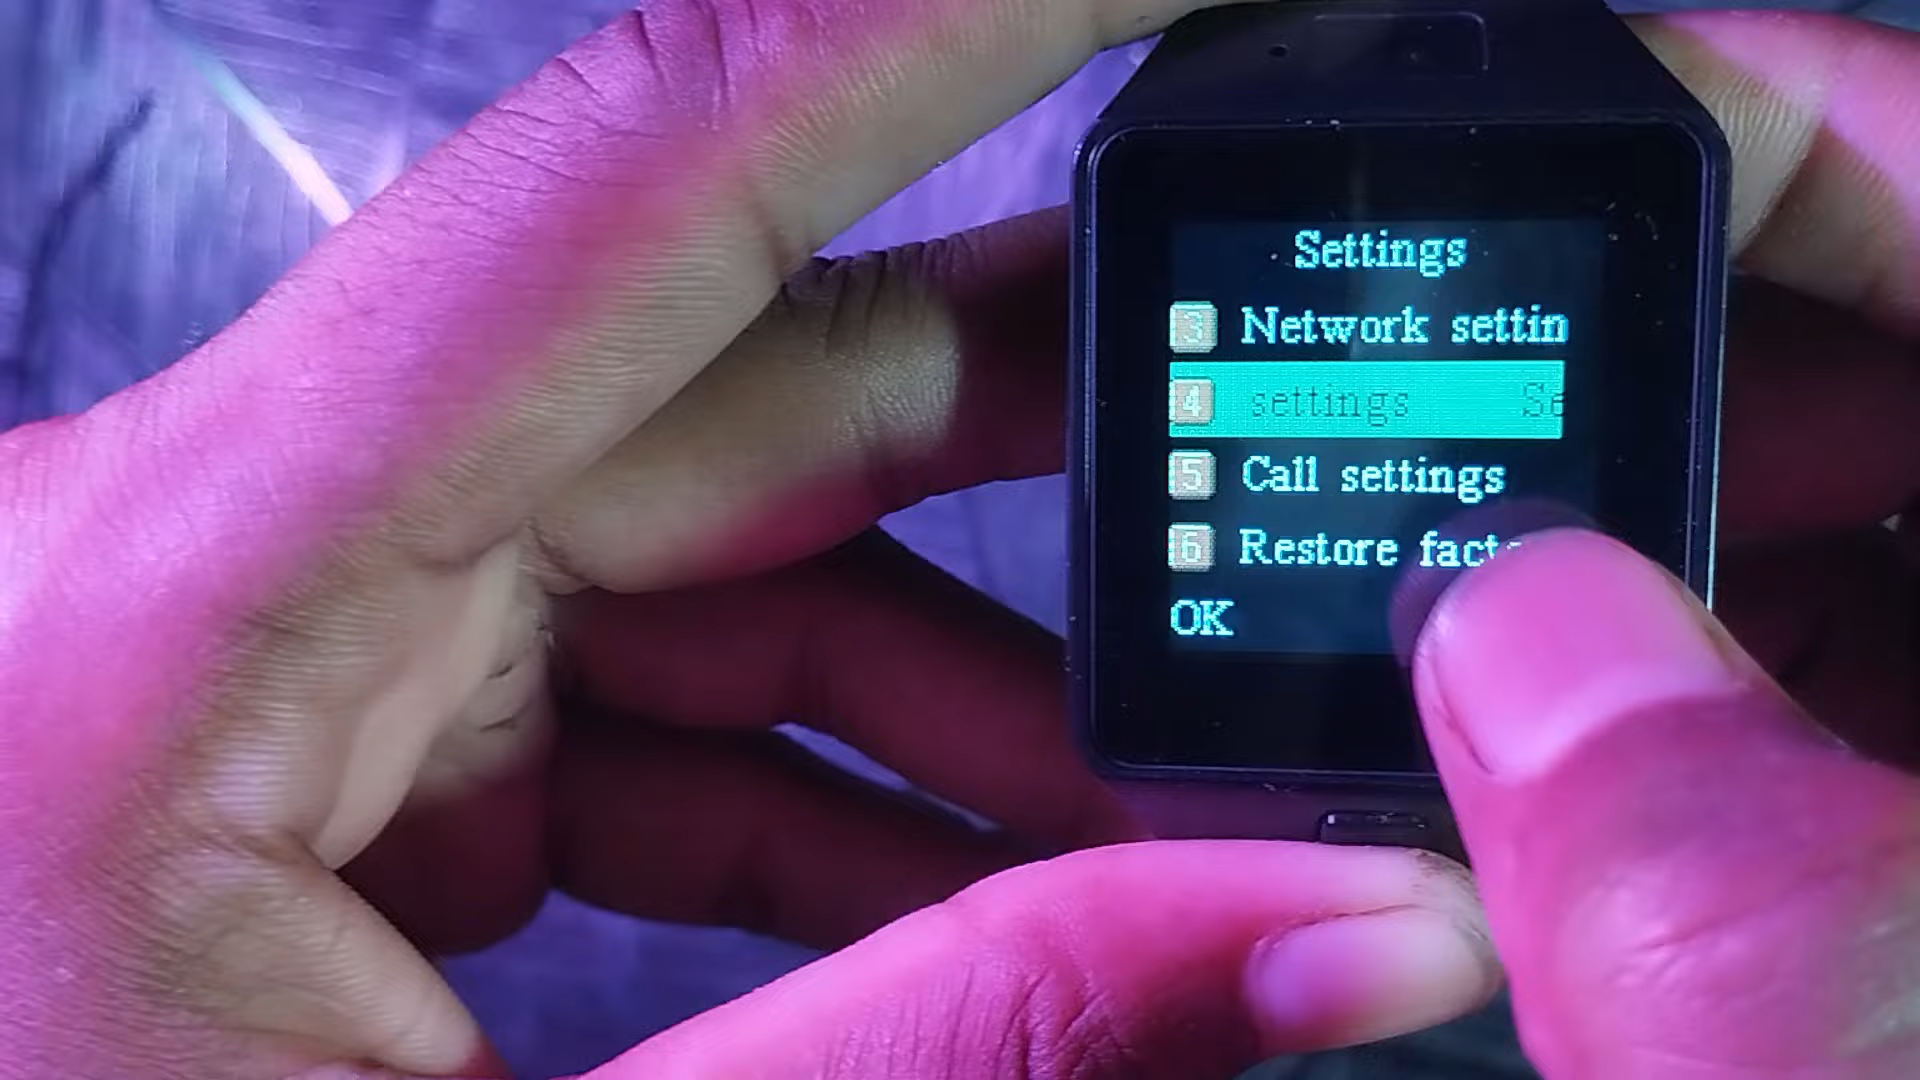 Settings
3 Network settin
4 settings Se
5 Call settings
6 Restore fact
OK